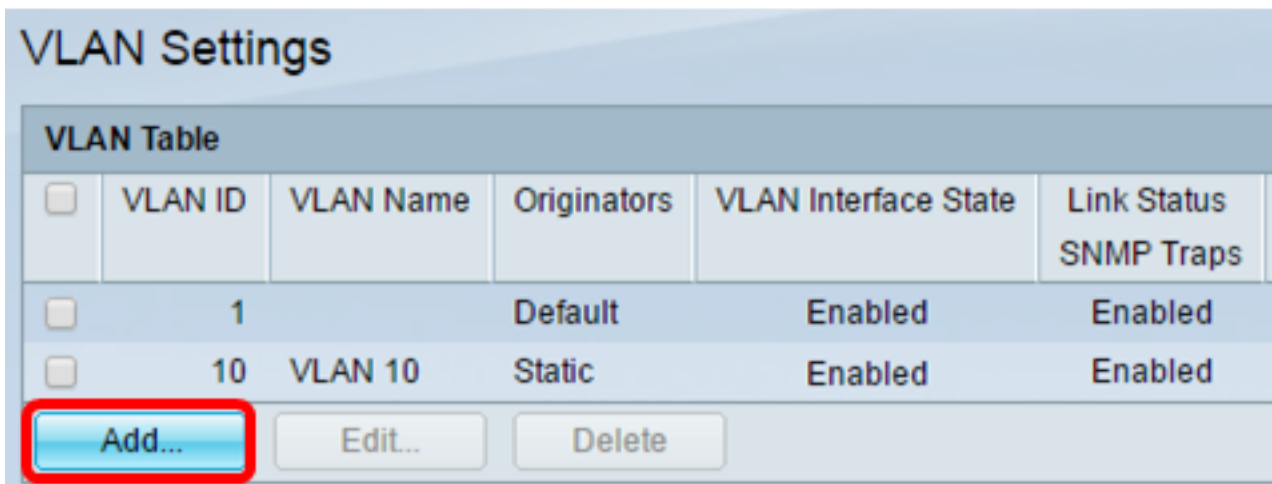 VLAN Settings
VLAN Table
VLAN ID VLAN Name Originators VLAN Interface State Link Status
SNMP Traps
1 Default Enabled Enabled
10 VLAN 10 Static Enabled Enabled
Add... Edit... Delete